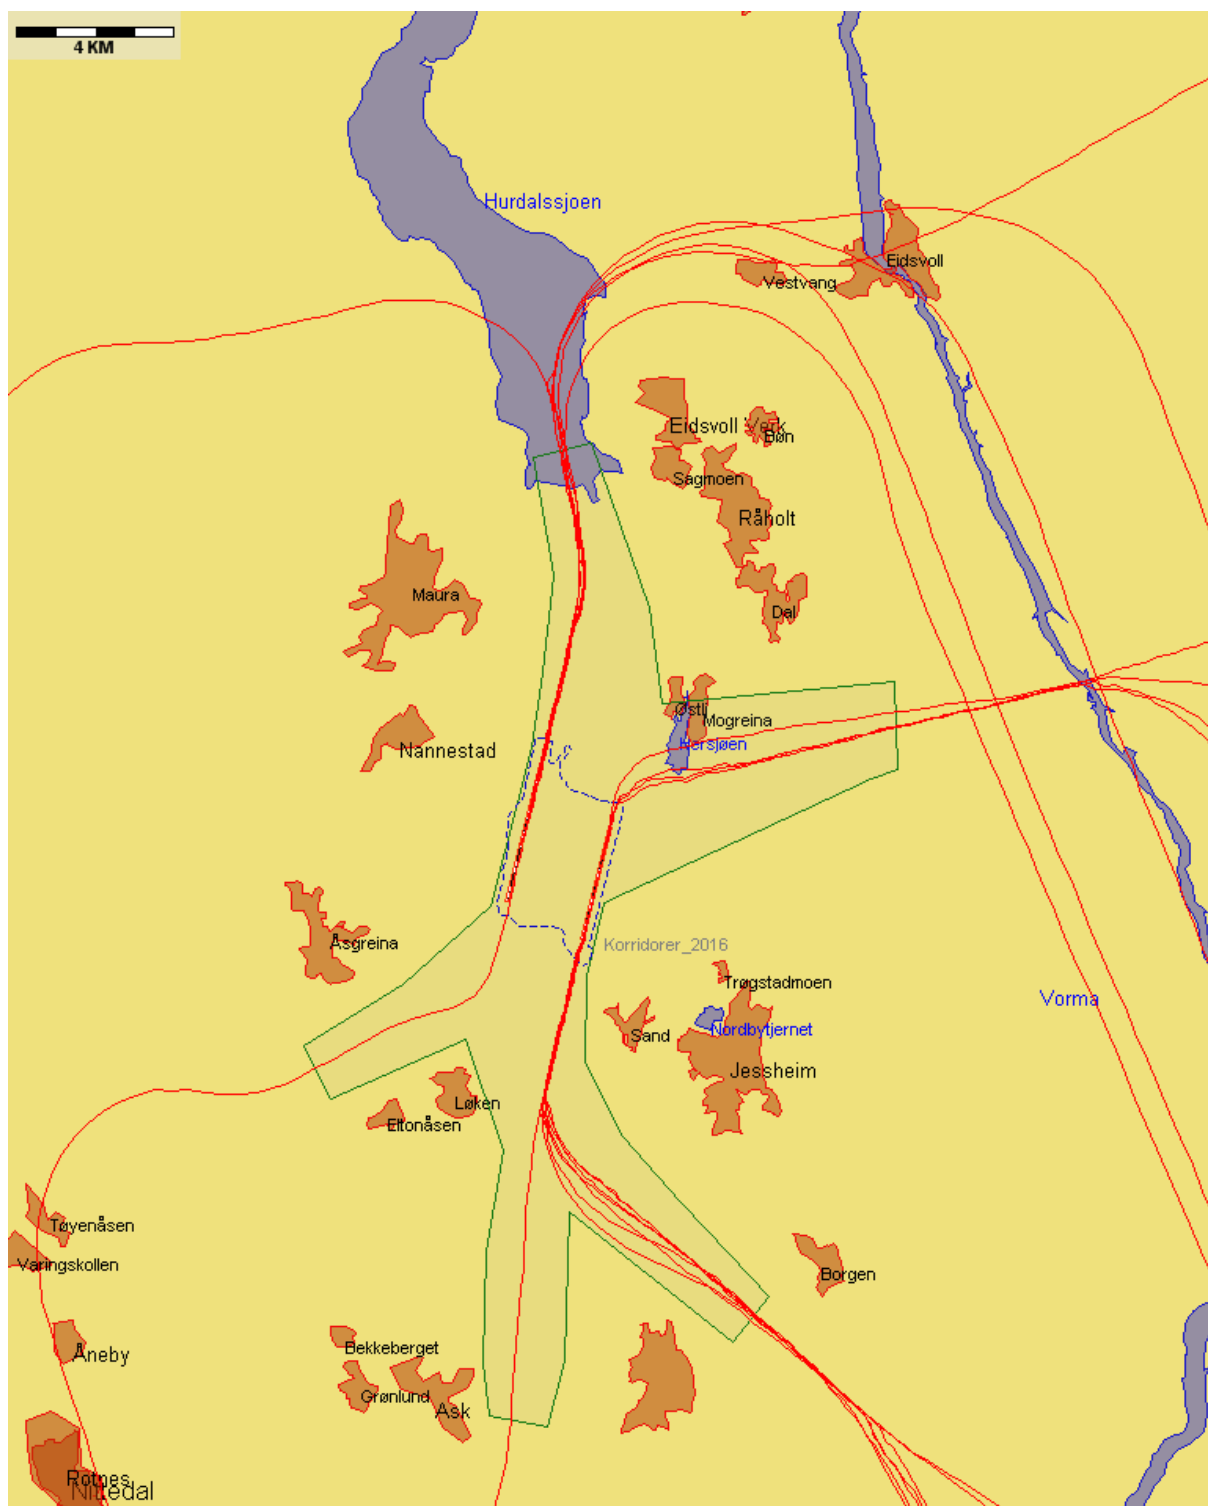 4 KM
Hurdalssjoen
Eidsvoll
Vestvang
Eidsvoll Verk
Bøn
Sagmoen
Råholt
Maura
Dal
Østli
Mogreina
Nannestad
Hersjøen
Åsgreina
Korridorer_2016
Trøgstadmoen
Vorma
Nordbytjernet
Sand
Jessheim
Løken
Eltonåsen
Tøyenåsen
Varingskollen
Borgen
Bekkeberget
Åneby
Grønlund
Ask
Rotnes
Nittedal